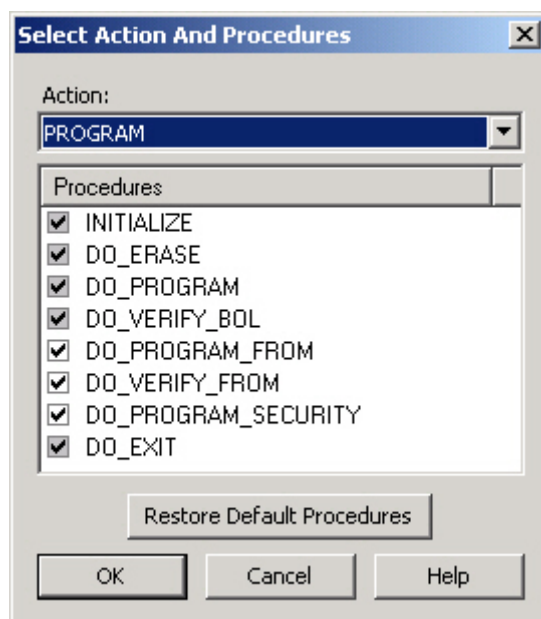 Select Action And Procedures
Action:
PROGRAM
Procedures
INITIALIZE
DO_ERASE
DO_PROGRAM
DO_VERIFY_BOL
DO_PROGRAM_FROM
DO_VERIFY_FROM
DO_PROGRAM_SECURITY
DO_EXIT
Restore Default Procedures
OK Cancel Help